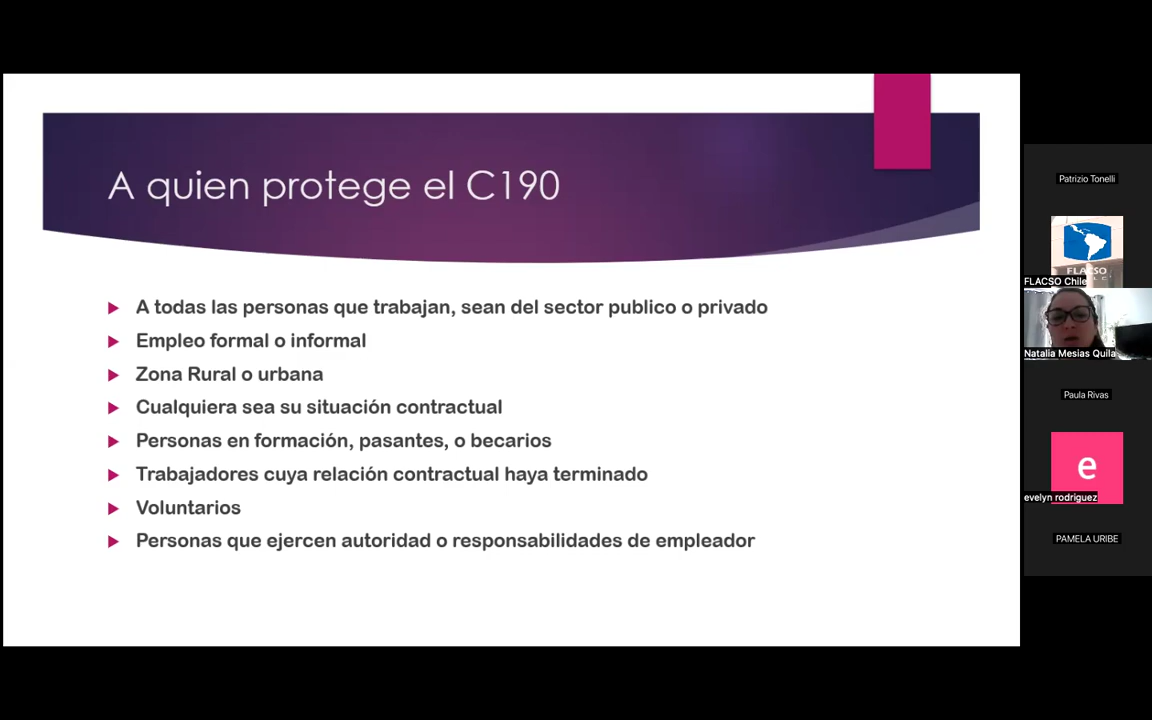 A quien protege el C190
A todas las personas que trabajan, sean del sector publico o privado
Empleo formal o informal
Zona Rural o urbana
Cualquiera sea su situación contractual
Personas en formación, pasantes, o becarios
Trabajadores cuya relación contractual haya terminado
Voluntarios
Personas que ejercen autoridad o responsabilidades de empleador
Patrizio Tonelli
FLACSO
FLACSO Chile
Natalia Mesias Quila
Paula Rivas
e
evelyn rodriguez
PAMELA URIBE